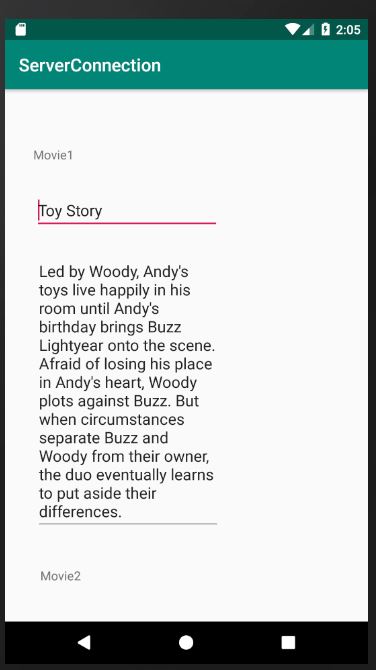 2:05
ServerConnection
Movie1
Toy Story
Led by Woody, Andy's
toys live happily in his
room until Andy's
birthday brings Buzz
Lightyear onto the scene.
Afraid of losing his place
in Andy's heart, Woody
plots against Buzz. But
when circumstances
separate Buzz and
Woody from their owner,
the duo eventually learns
to put aside their
differences.
Movie2